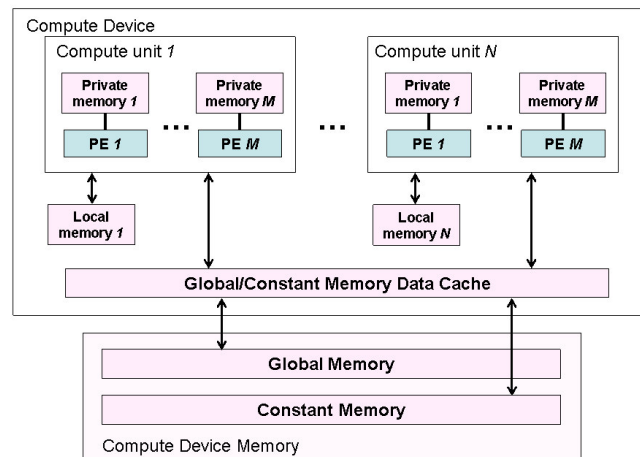 Compute Device
Compute unit 1
Compute unit N
Private
memory 1
Private
memory M
Private
memory 1
Private
memory M
...
...
...
PE 1
PE M
PE 1
PE M
Local
memory 1
Local
memory N
Global/Constant Memory Data Cache
Global Memory
Constant Memory
Compute Device Memory